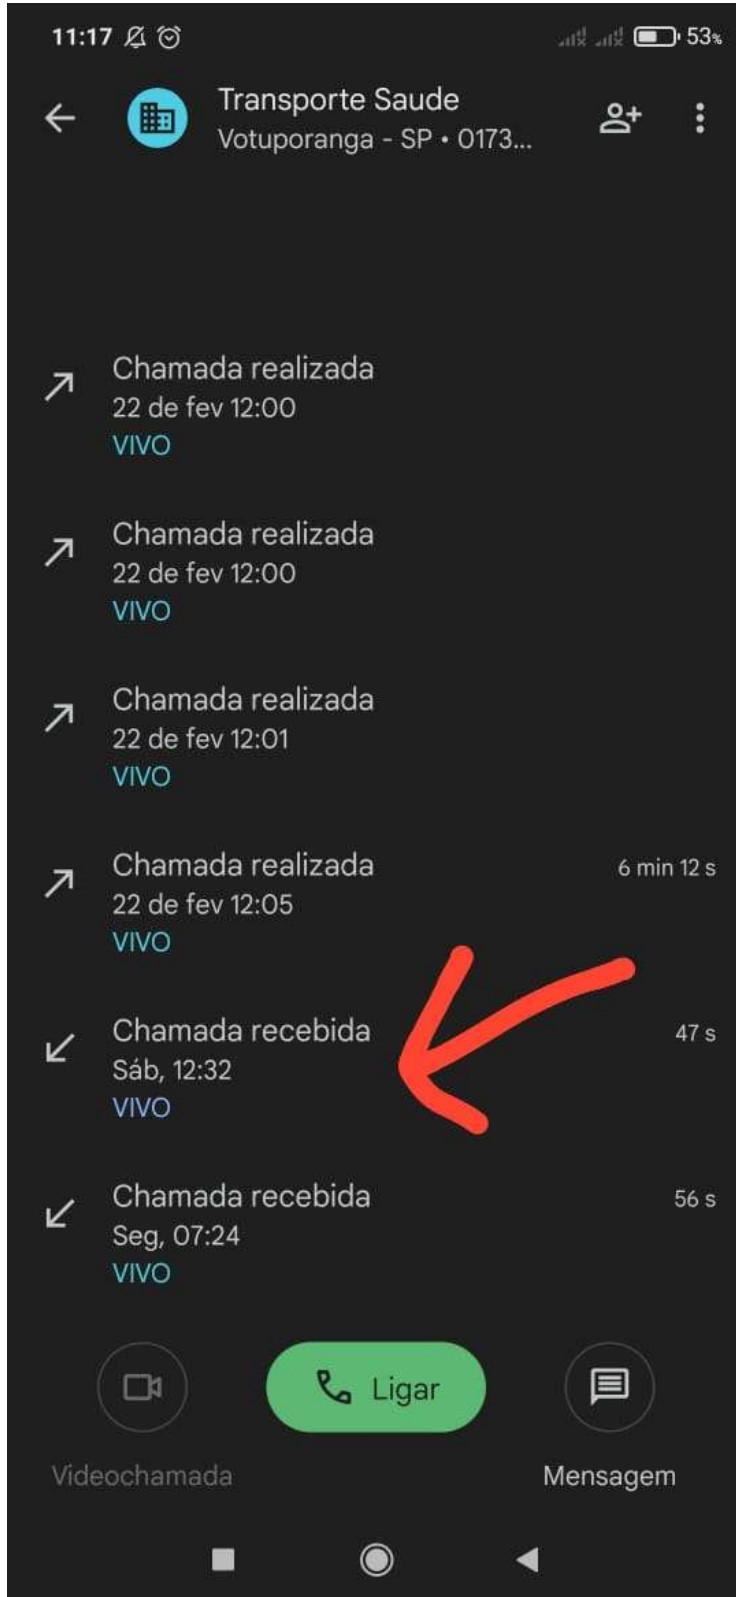 11:17 53%
Transporte Saude
Votuporanga - SP • 0173...
Chamada realizada
22 de fev 12:00
VIVO
Chamada realizada
22 de fev 12:00
VIVO
Chamada realizada
22 de fev 12:01
VIVO
Chamada realizada 6 min 12 s
22 de fev 12:05
VIVO
Chamada recebida 47 s
Sáb, 12:32
VIVO
Chamada recebida 56 s
Seg, 07:24
VIVO
Ligar
Videochamada Mensagem